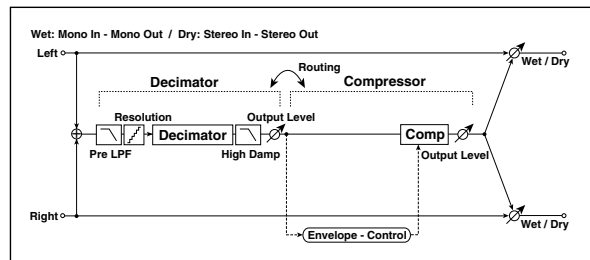 Wet: Mono In - Mono Out / Dry: Stereo In - Stereo Out
Left
Wet / Dry
Routing
Decimator
Compressor
Resolution
Output Level
Decimator
Comp
Pre LPF
High Damp
Output Level
Right
Wet / Dry
Envelope - Control